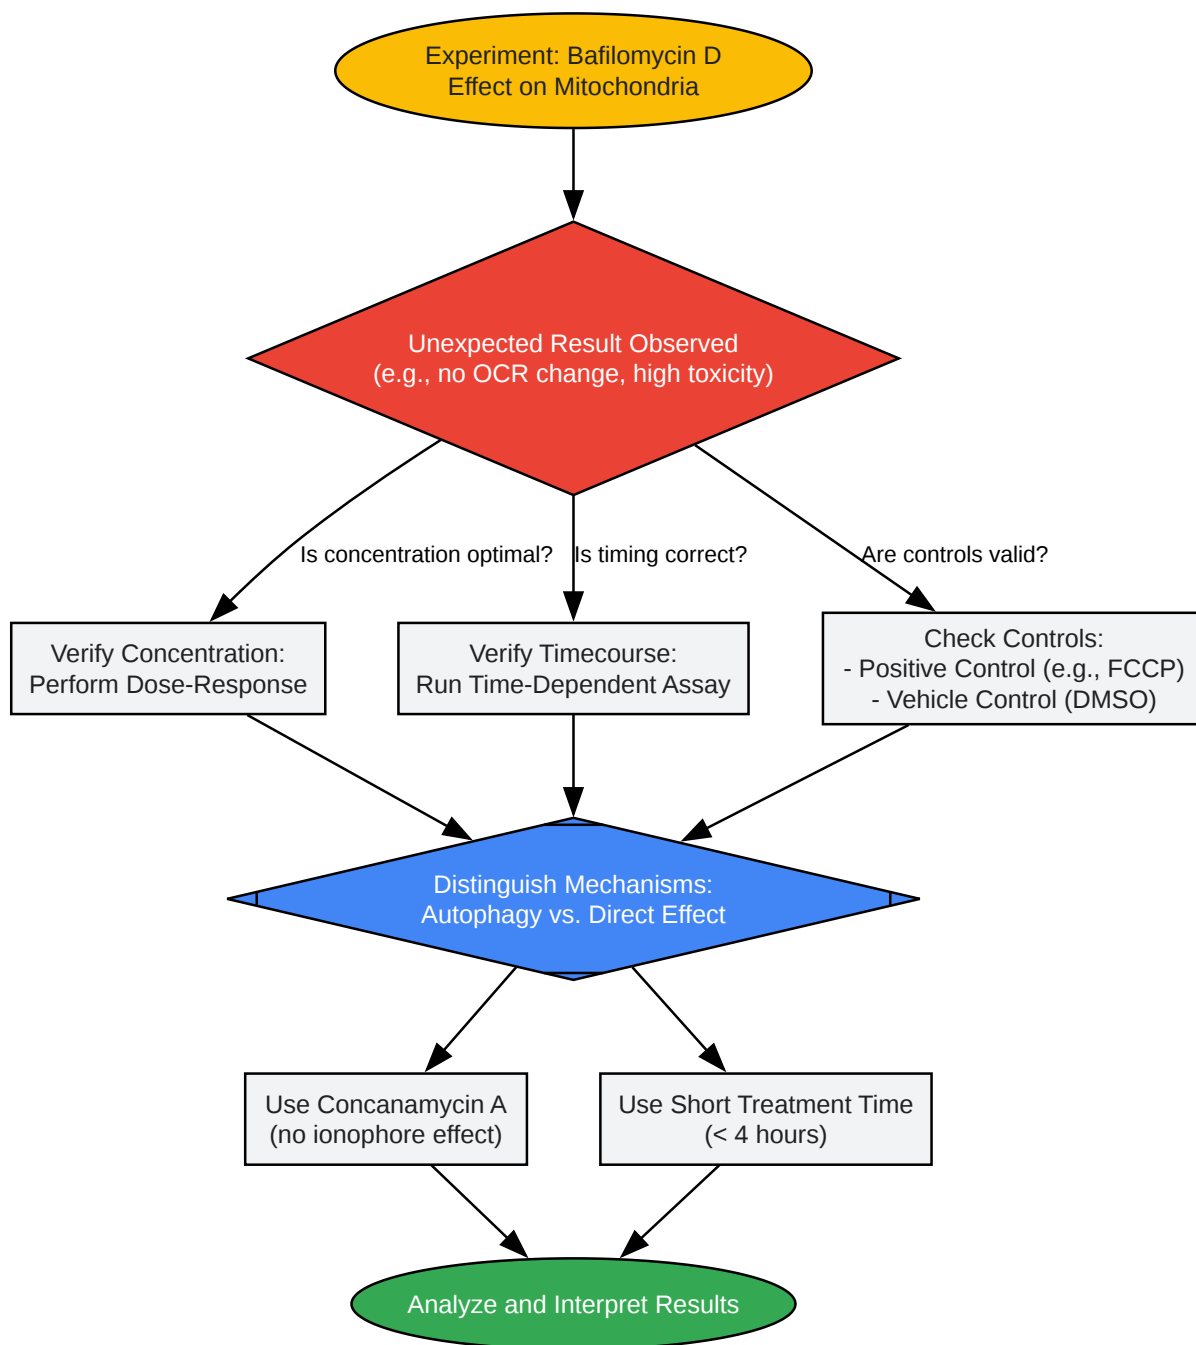 Experiment: Bafilomycin D
Effect on Mitochondria
Unexpected Result Observed
(e.g., no OCR change, high toxicity)
Is concentration optimal?
Is timing correct?
Are controls valid?
Verify Concentration:
Perform Dose-Response
Verify Timecourse:
Run Time-Dependent Assay
Check Controls:
- Positive Control (e.g., FCCP)
- Vehicle Control (DMSO)
Distinguish Mechanisms:
Autophagy vs. Direct Effect
Use Concanamycin A
(no ionophore effect)
Use Short Treatment Time
(< 4 hours)
Analyze and Interpret Results